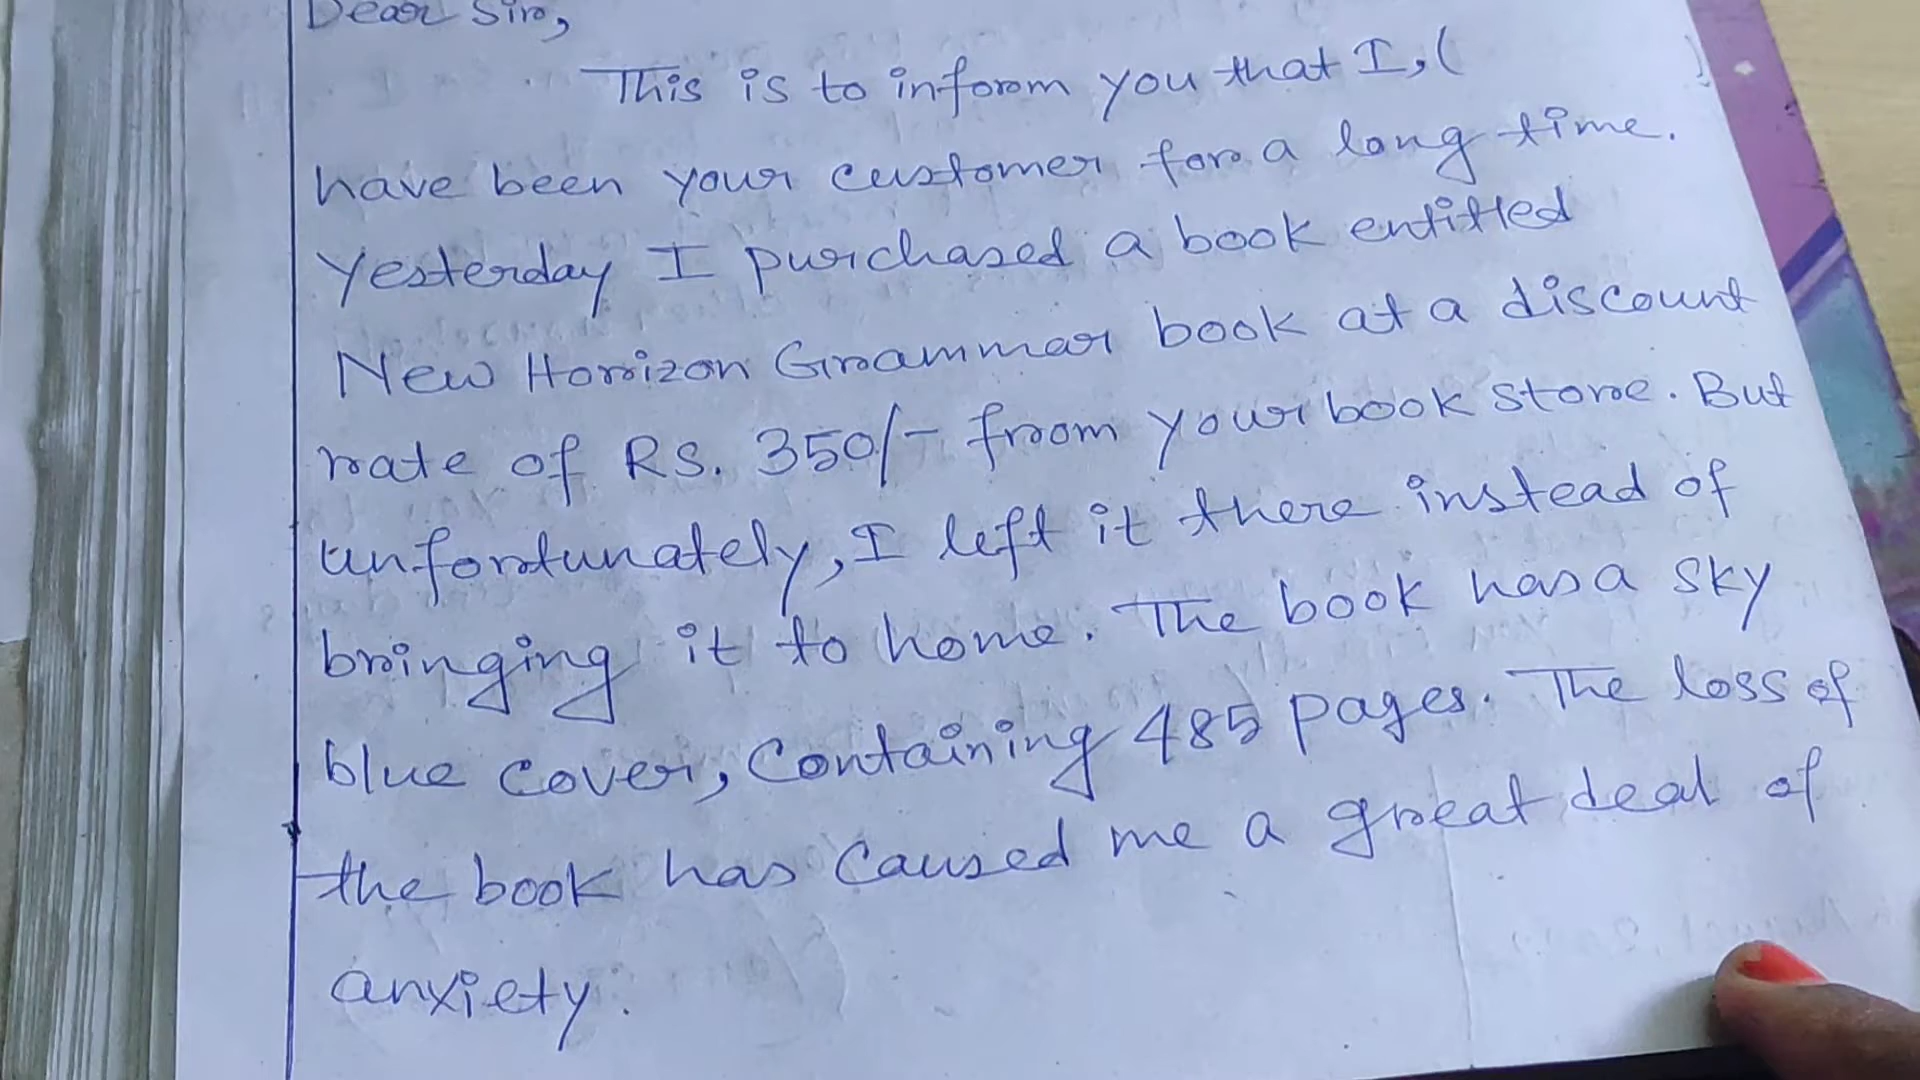 Dear Sir,
This is to inform you that I, ( )
have been your customer for a long time.
Yesterday I purchased a book entitled
New Horizon Grammar book at a discount
rate of RS. 350/- from your book store. But
unfortunately, I left it there instead of
bringing it to home. The book has a sky
blue cover, containing 485 pages. The loss of
the book has caused me a great deal of
anxiety.